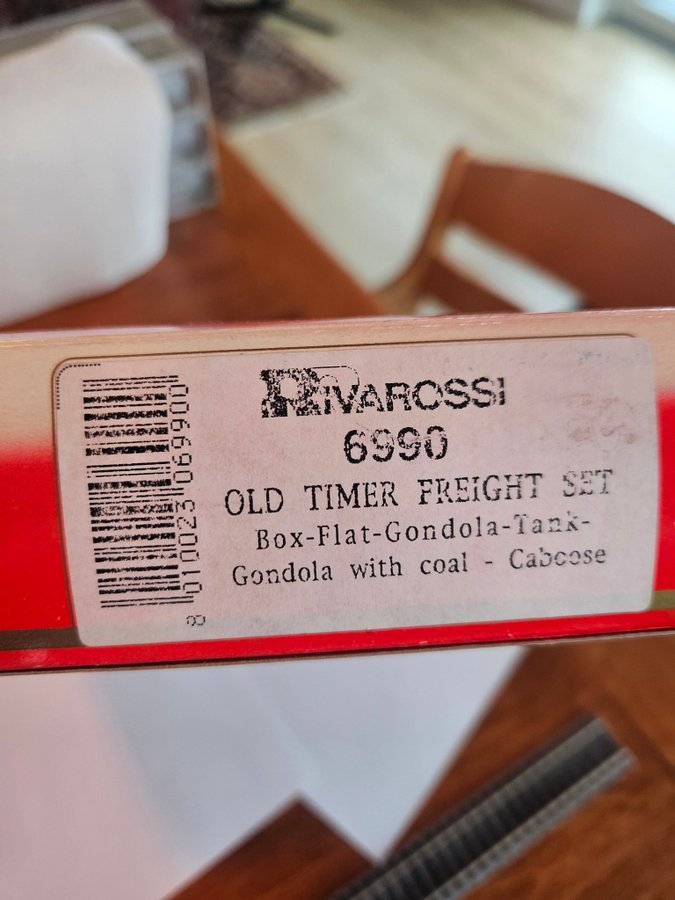 RIVAROSSI
6990
OLD TIMER FREIGHT SET
Box-Flat-Gondola-Tank-
Gondola with coal - Caboose
8 010023 069900